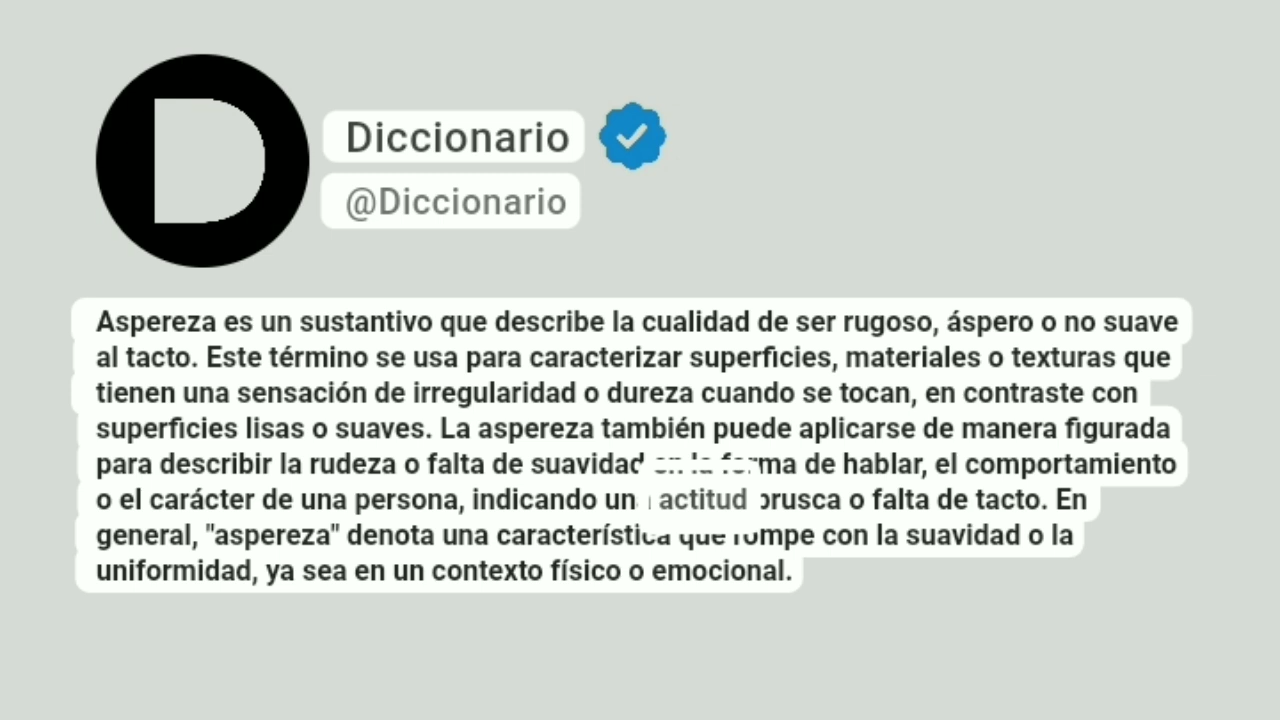 D
Diccionario
@Diccionario
Aspereza es un sustantivo que describe la cualidad de ser rugoso, áspero o no suave
al tacto. Este término se usa para caracterizar superficies, materiales o texturas que
tienen una sensación de irregularidad o dureza cuando se tocan, en contraste con
superficies lisas o suaves. La aspereza también puede aplicarse de manera figurada
para describir la rudeza o falta de suavidad en la forma de hablar, el comportamiento
o el carácter de una persona, indicando una actitud brusca o falta de tacto. En
general, "aspereza" denota una característica que rompe con la suavidad o la
uniformidad, ya sea en un contexto físico o emocional.